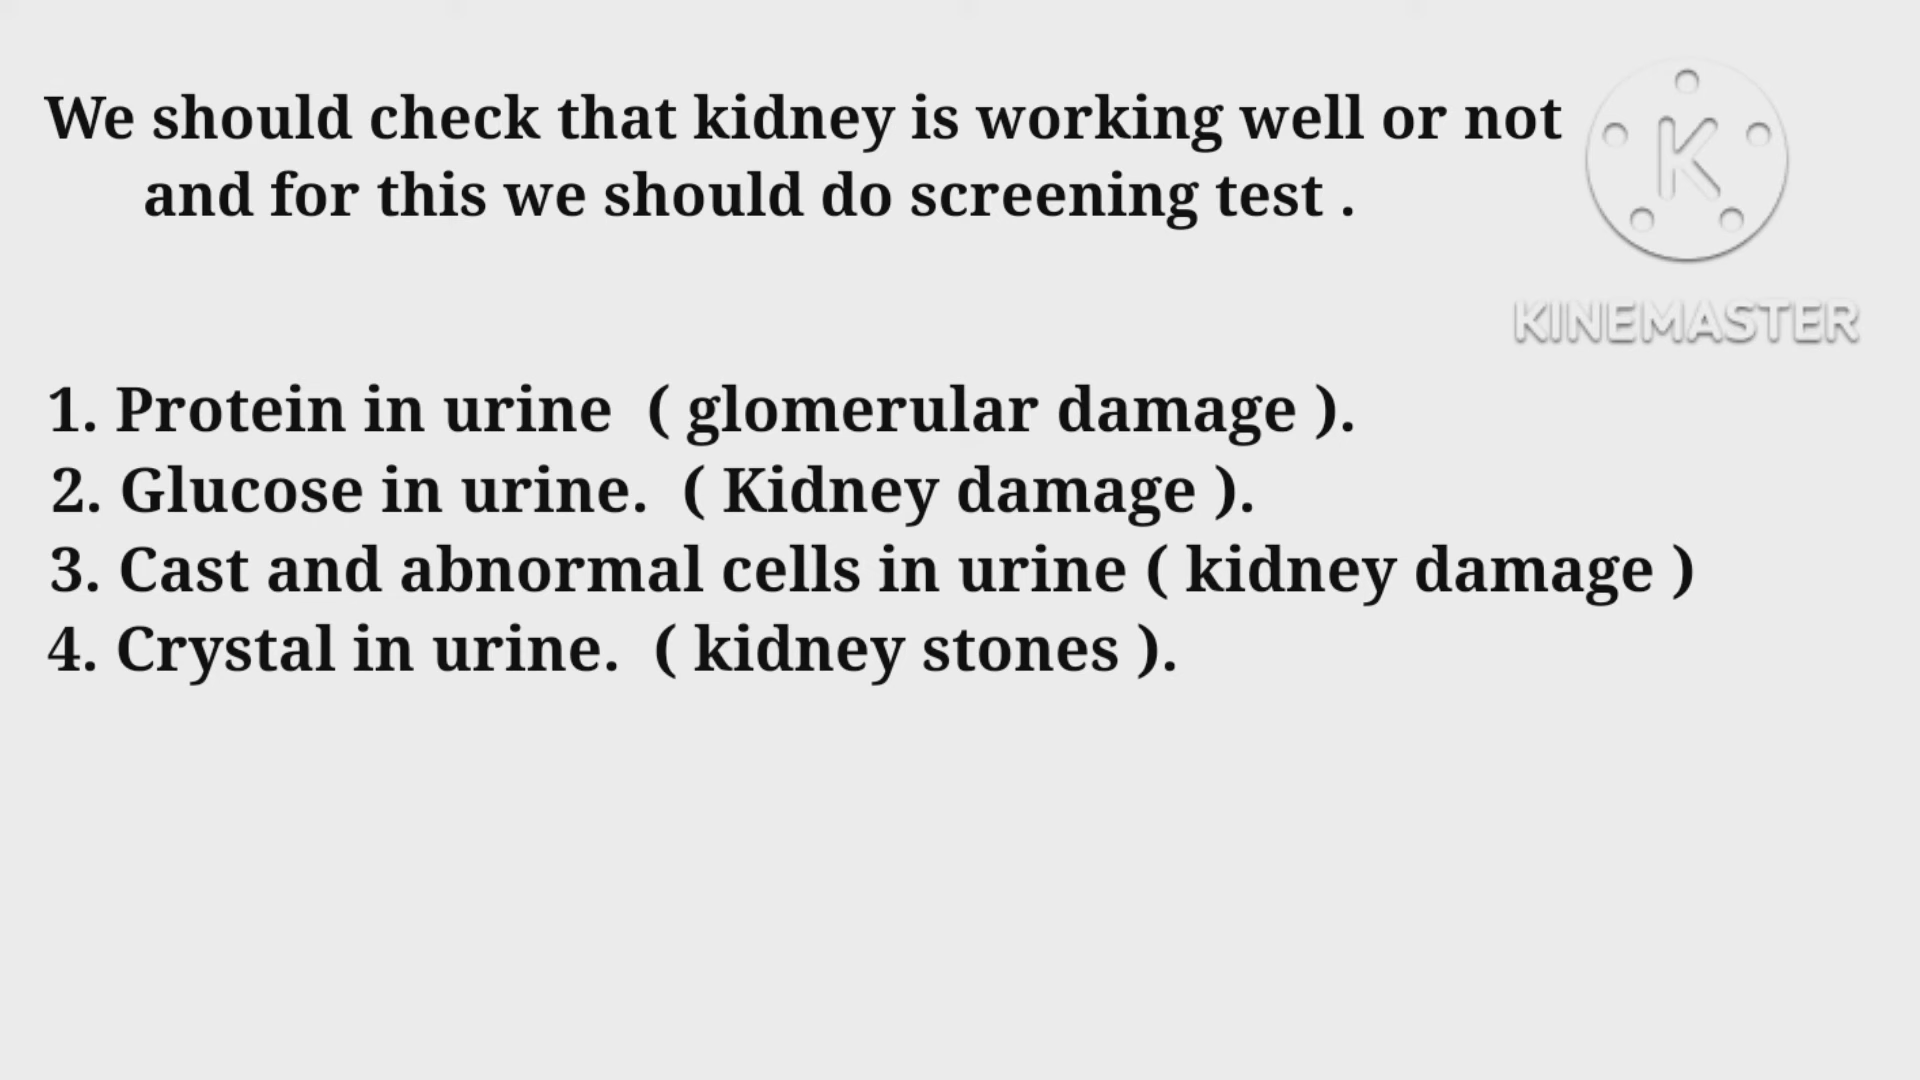 We should check that kidney is working well or not
and for this we should do screening test .
K
KINEMASTER
1. Protein in urine  ( glomerular damage ).
2. Glucose in urine.  ( Kidney damage ).
3. Cast and abnormal cells in urine ( kidney damage )
4. Crystal in urine.  ( kidney stones ).